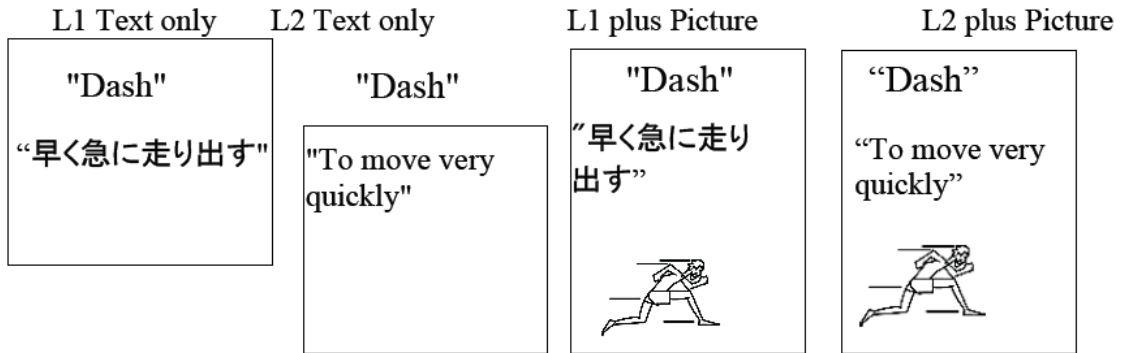 L1 Text only
"Dash"
“早く急に走り出す"
L2 Text only
"Dash"
"To move very
quickly"
L1 plus Picture
"Dash"
″早く急に走り
出す”
L2 plus Picture
“Dash”
“To move very
quickly”